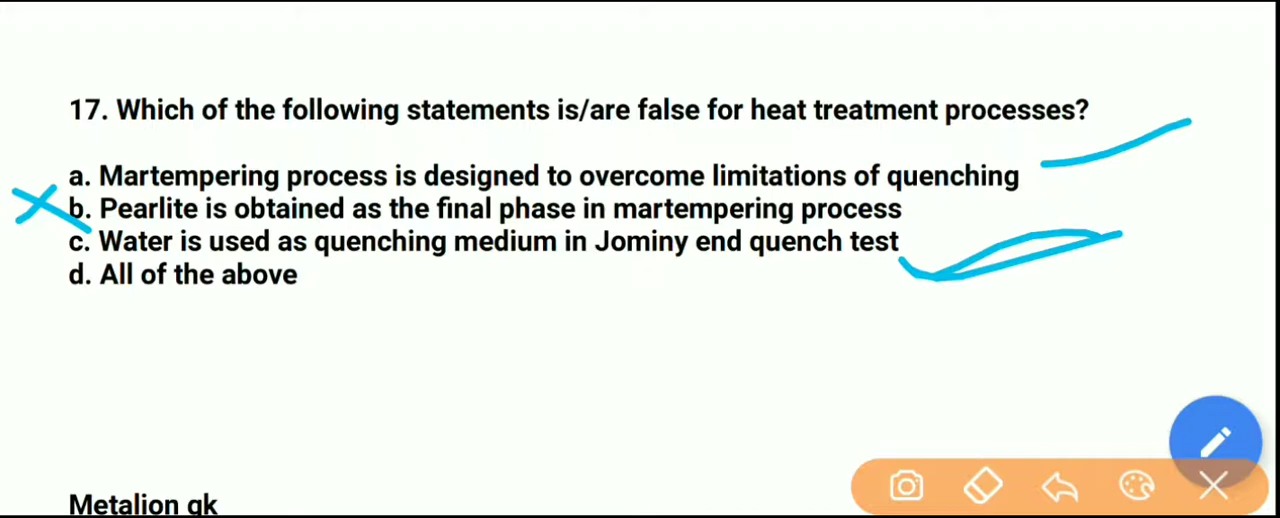 17. Which of the following statements is/are false for heat treatment processes?
a. Martempering process is designed to overcome limitations of quenching
b. Pearlite is obtained as the final phase in martempering process
c. Water is used as quenching medium in Jominy end quench test
d. All of the above
Metalion gk